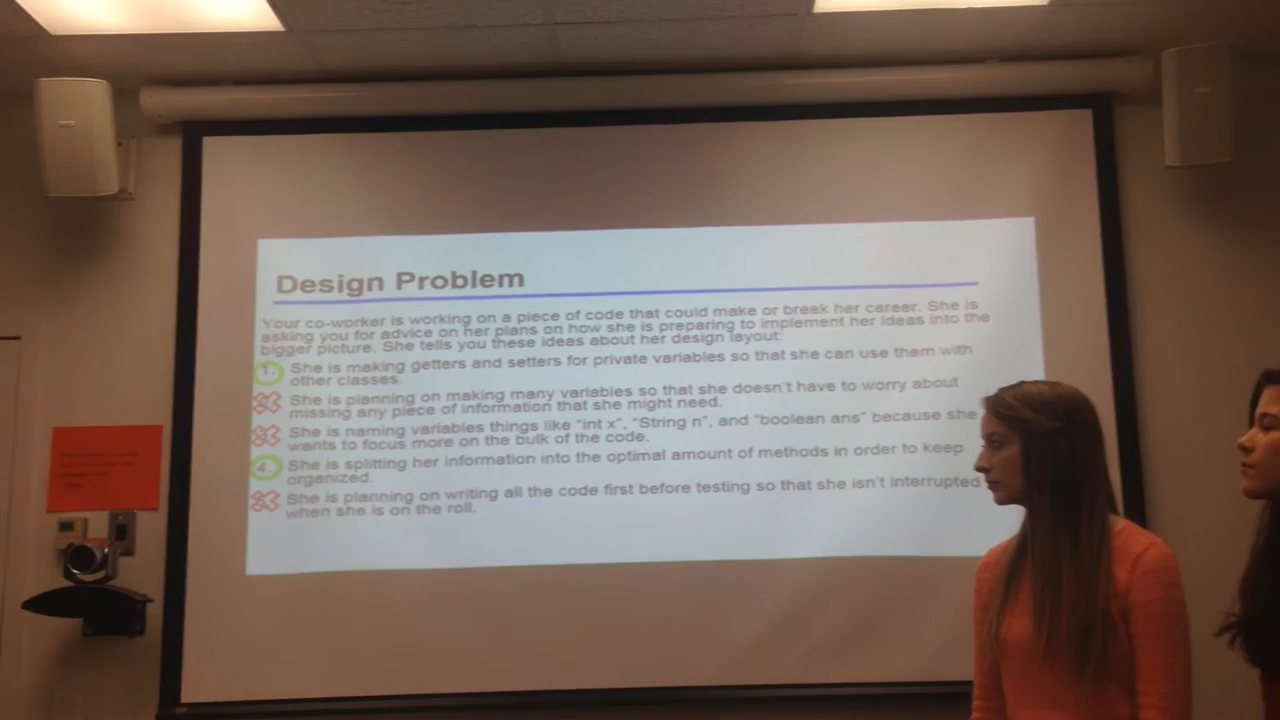 Design Problem
Your co-worker is working on a piece of code that could make or break her career. She is
asking you for advice on her plans on how she is preparing to implement her ideas into the
bigger picture. She tells you these ideas about her design layout:
1. She is making getters and setters for private variables so that she can use them with
other classes.
She is planning on making many variables so that she doesn't have to worry about
missing any piece of information that she might need.
She is naming variables things like "int x", "String n", and "boolean ans" because she
wants to focus more on the bulk of the code.
4. She is splitting her information into the optimal amount of methods in order to keep
organized.
She is planning on writing all the code first before testing so that she isn't interrupted
when she is on the roll.